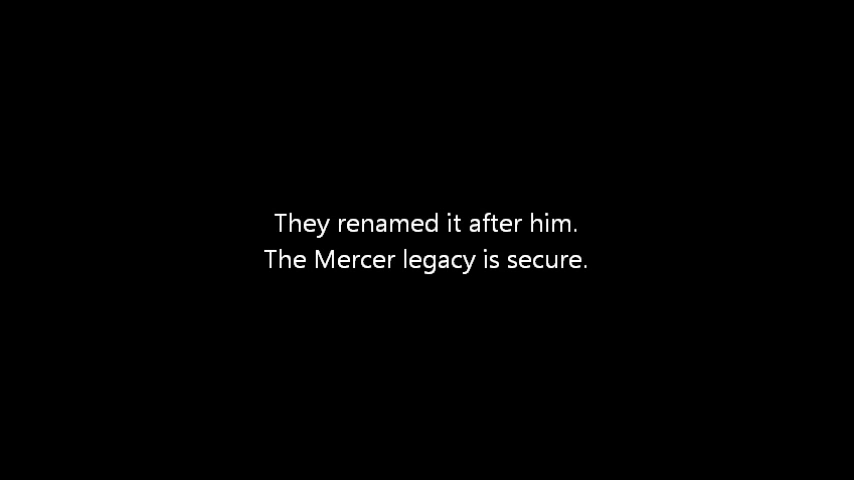 They renamed it after him.
The Mercer legacy is secure.